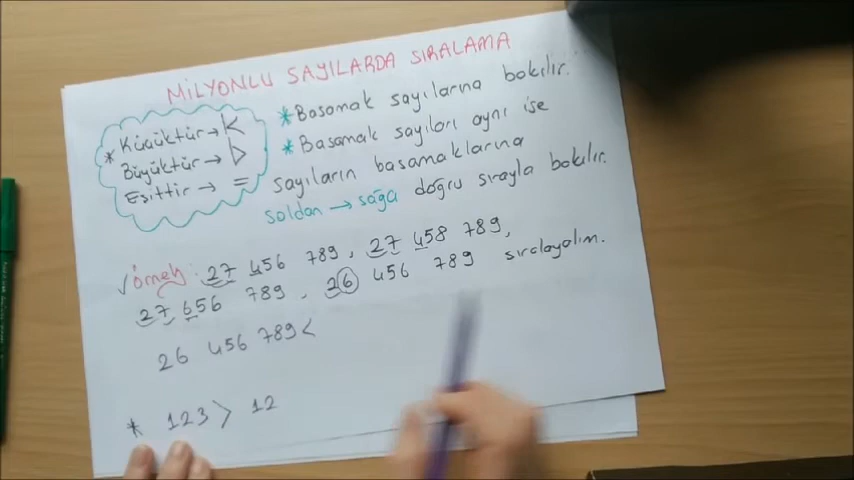 MİLYONLU SAYILARDA SIRALAMA
* Küçüktür → <
Büyüktür → >
Eşittir → =
* Basamak sayılarına bakılır.
* Basamak sayıları aynı ise
sayıların basamaklarına
soldan → sağa doğru sırayla bakılır.
√ örnek: 27 456 789, 27 458 789,
27 656 789, 26 456 789 sıralayalım.
26 456 789 <
* 123 > 12